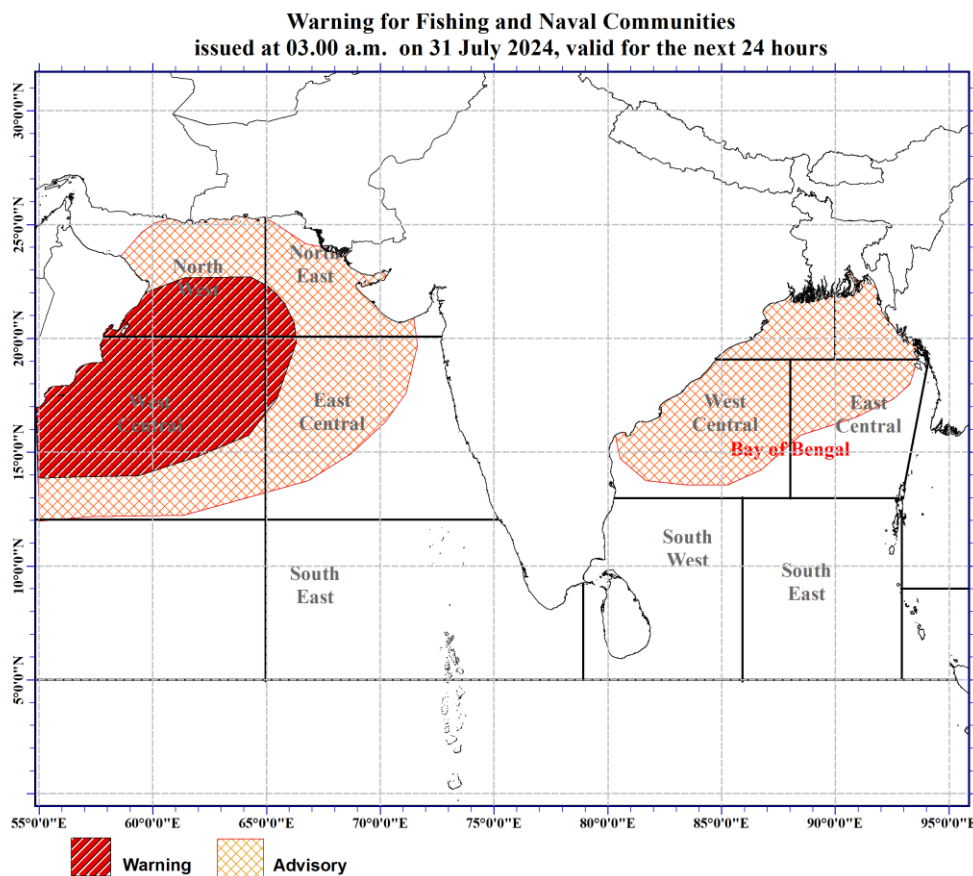 Warning for Fishing and Naval Communities
issued at 03.00 a.m.  on 31 July 2024, valid for the next 24 hours
30°0'0"N
25°0'0"N
20°0'0"N
15°0'0"N
10°0'0"N
5°0'0"N
North
West
North
East
West
Central
East
Central
West
Central
East
Central
Bay of Bengal
South
West
South
East
South
East
55°0'0"E
60°0'0"E
65°0'0"E
70°0'0"E
75°0'0"E
80°0'0"E
85°0'0"E
90°0'0"E
95°0'0"E
Warning
Advisory